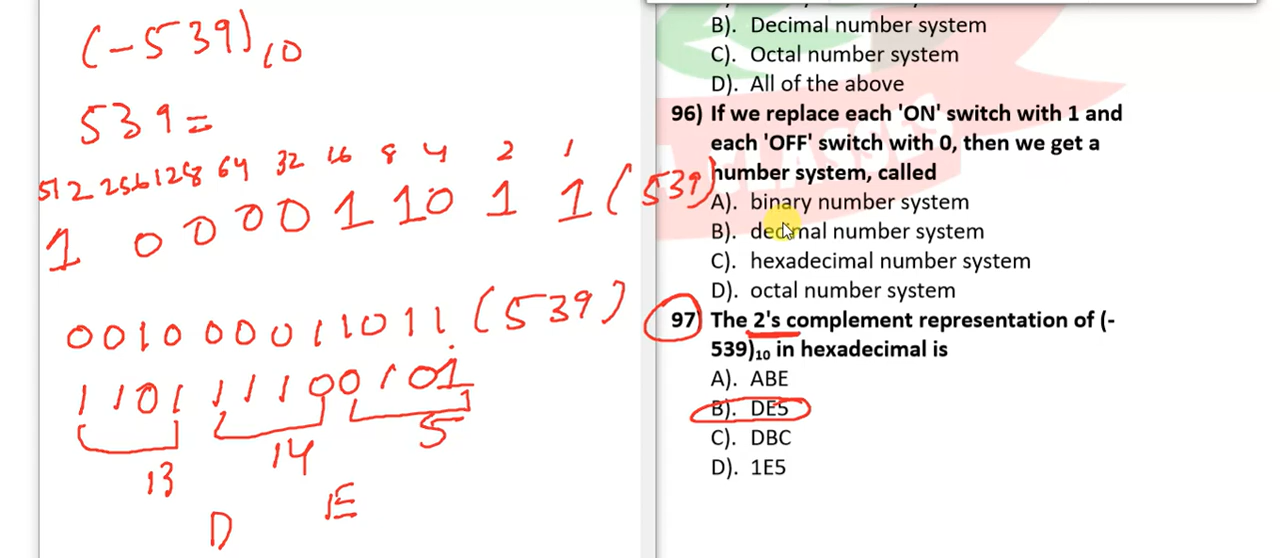 (-539)10
539=
512 256 128 64 32 16 8 4 2 1
1 0 0 0 0 1 1 0 1 1 (539)
001000011011 (539)
110111100101
13 14 5
D E
B). Decimal number system
C). Octal number system
D). All of the above
96) If we replace each 'ON' switch with 1 and
each 'OFF' switch with 0, then we get a
number system, called
A). binary number system
B). decimal number system
C). hexadecimal number system
D). octal number system
97) The 2's complement representation of (-
539)10 in hexadecimal is
A). ABE
B). DE5
C). DBC
D). 1E5